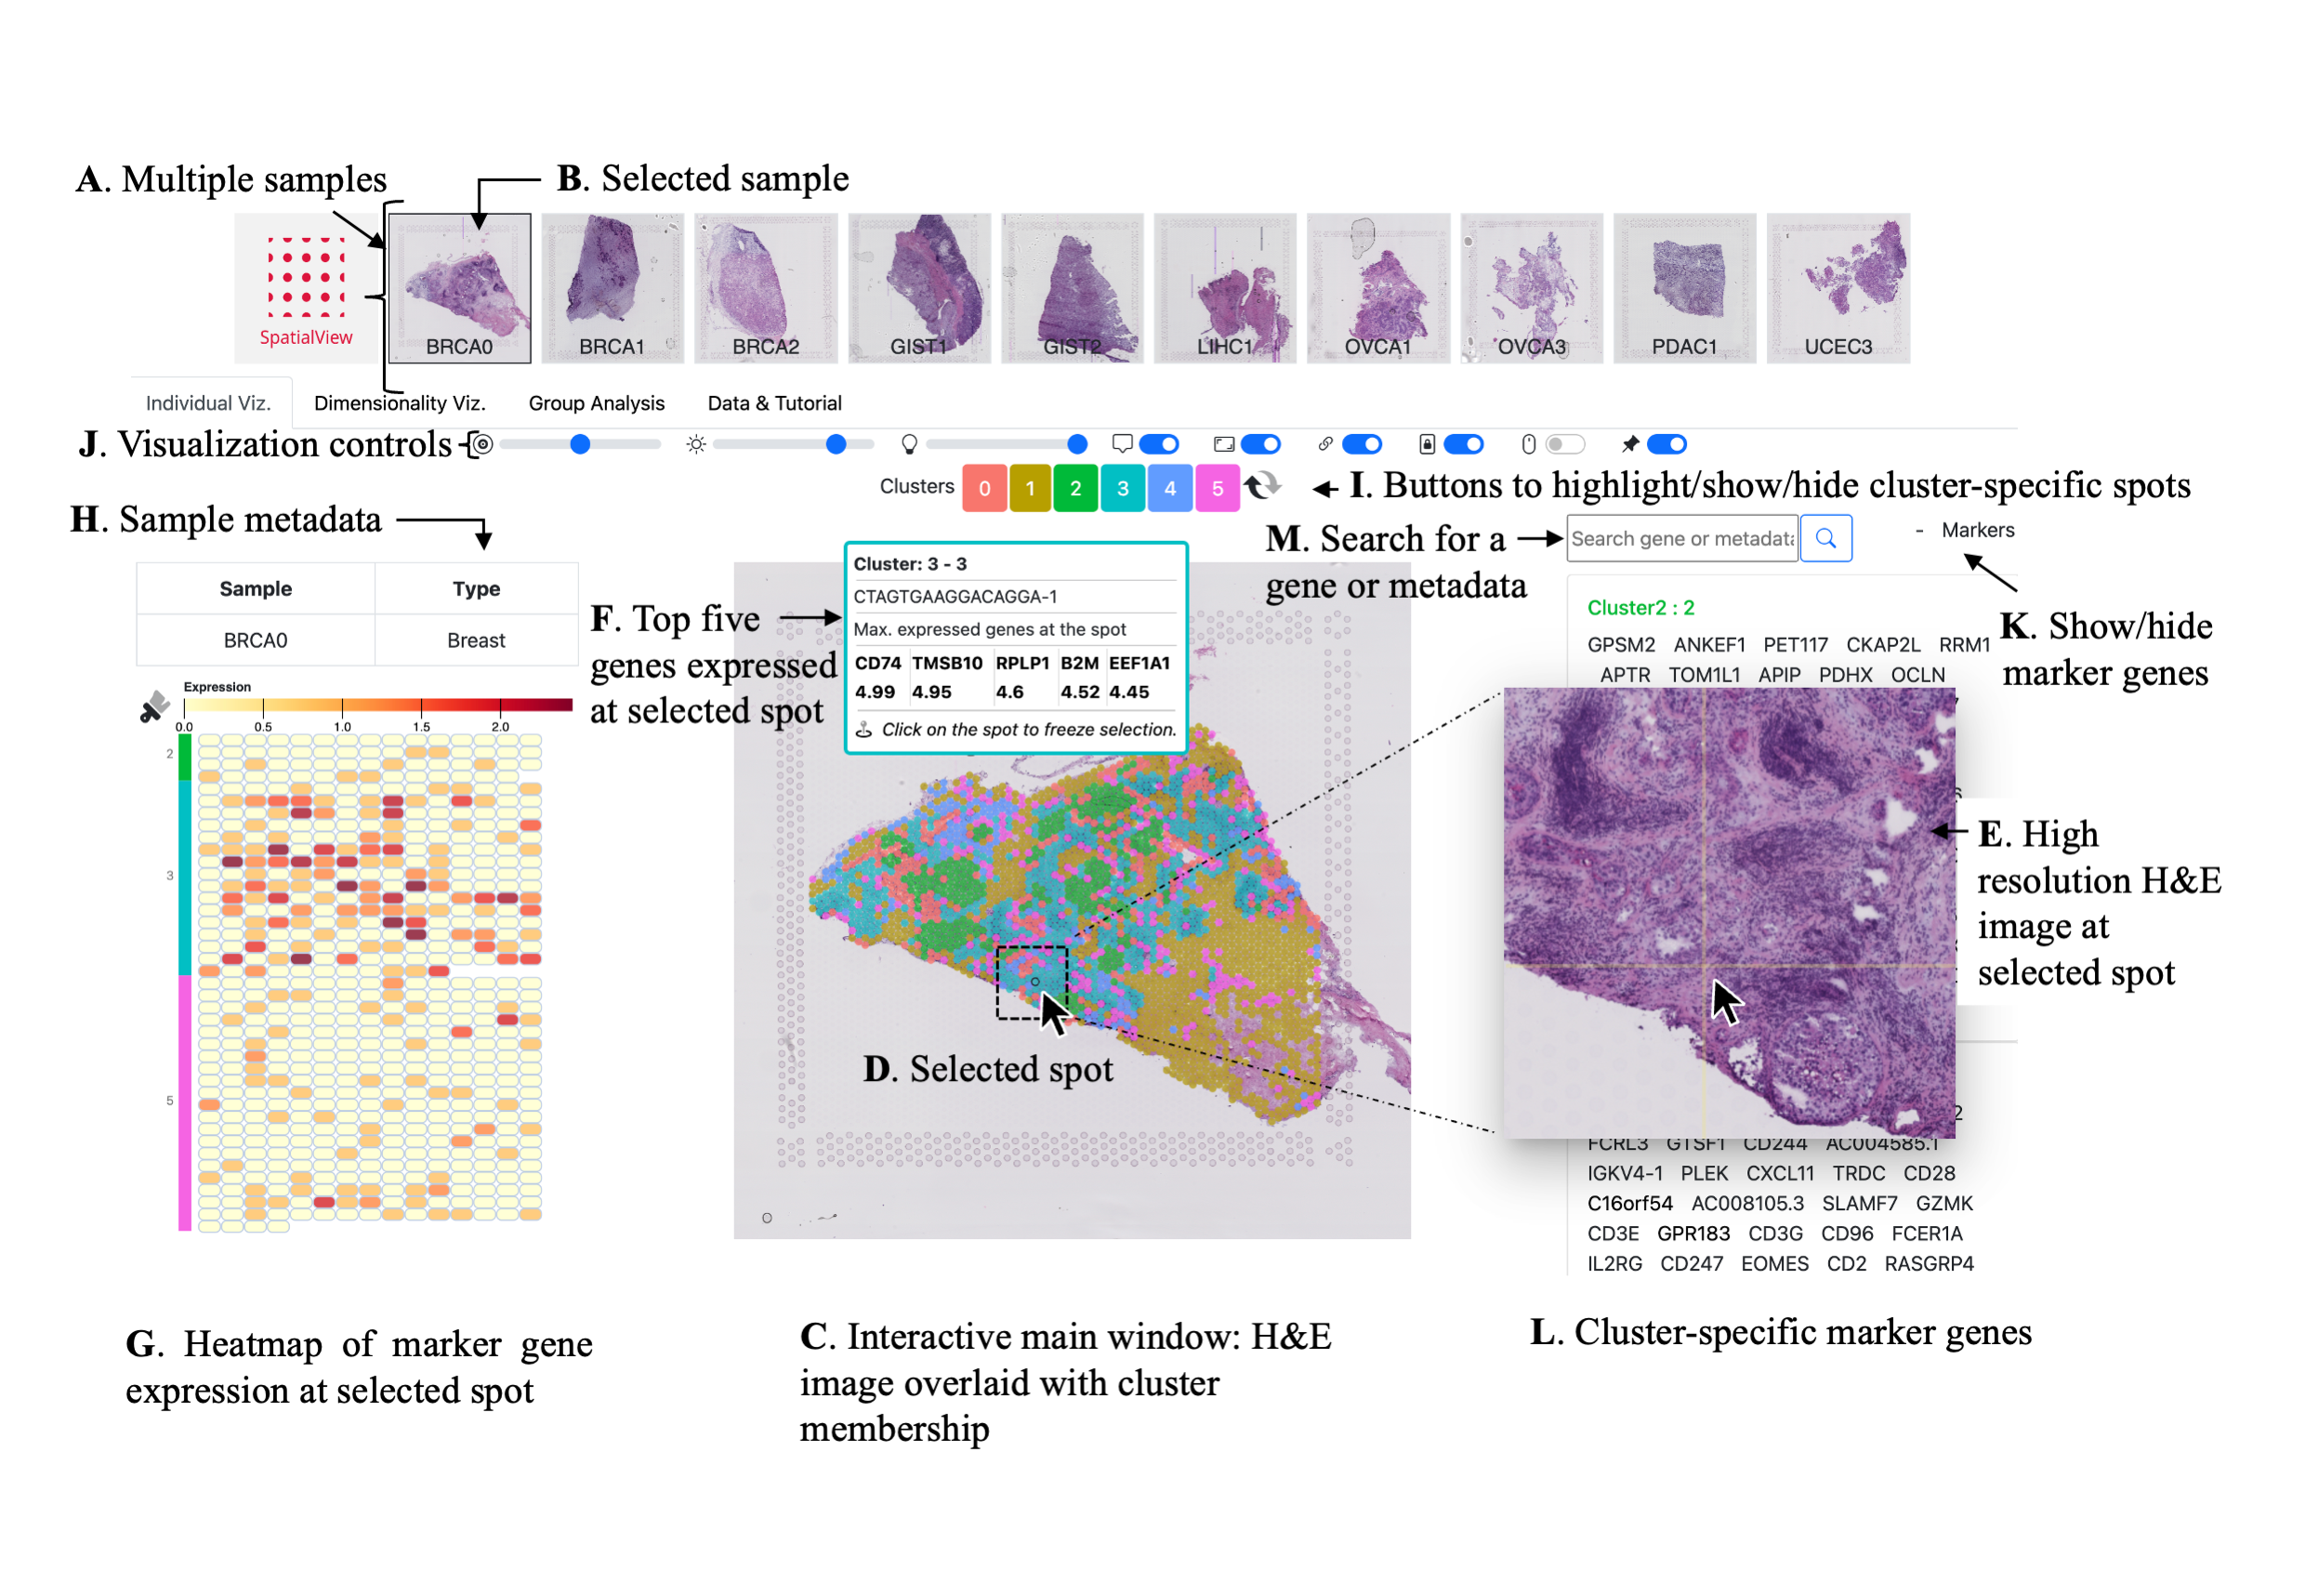 A. Multiple samples
B. Selected sample
SpatialView
BRCA0
BRCA1
BRCA2
GIST1
GIST2
LIHC1
OVCA1
OVCA3
PDAC1
UCEC3
Individual Viz.
Dimensionality Viz.
Group Analysis
Data & Tutorial
J. Visualization controls
Clusters 0 1 2 3 4 5
I. Buttons to highlight/show/hide cluster-specific spots
H. Sample metadata
Sample Type
BRCA0 Breast
M. Search for a
gene or metadata
Search gene or metadata
- Markers
K. Show/hide
marker genes
F. Top five
genes expressed
at selected spot
Cluster: 3 - 3
CTAGTGAAGGACAGGA-1
Max. expressed genes at the spot
CD74 TMSB10 RPLP1 B2M EEF1A1
4.99 4.95 4.6 4.52 4.45
Click on the spot to freeze selection.
Cluster2 : 2
GPSM2 ANKEF1 PET117 CKAP2L RRM1
APTR TOM1L1 APIP PDHX OCLN
Expression
0.0 0.5 1.0 1.5 2.0
2
3
5
E. High
resolution H&E
image at
selected spot
D. Selected spot
2
FCRL3 GTSF1 CD244 AC004585.1
IGKV4-1 PLEK CXCL11 TRDC CD28
C16orf54 AC008105.3 SLAMF7 GZMK
CD3E GPR183 CD3G CD96 FCER1A
IL2RG CD247 EOMES CD2 RASGRP4
G. Heatmap of marker gene
expression at selected spot
C. Interactive main window: H&E
image overlaid with cluster
membership
L. Cluster-specific marker genes